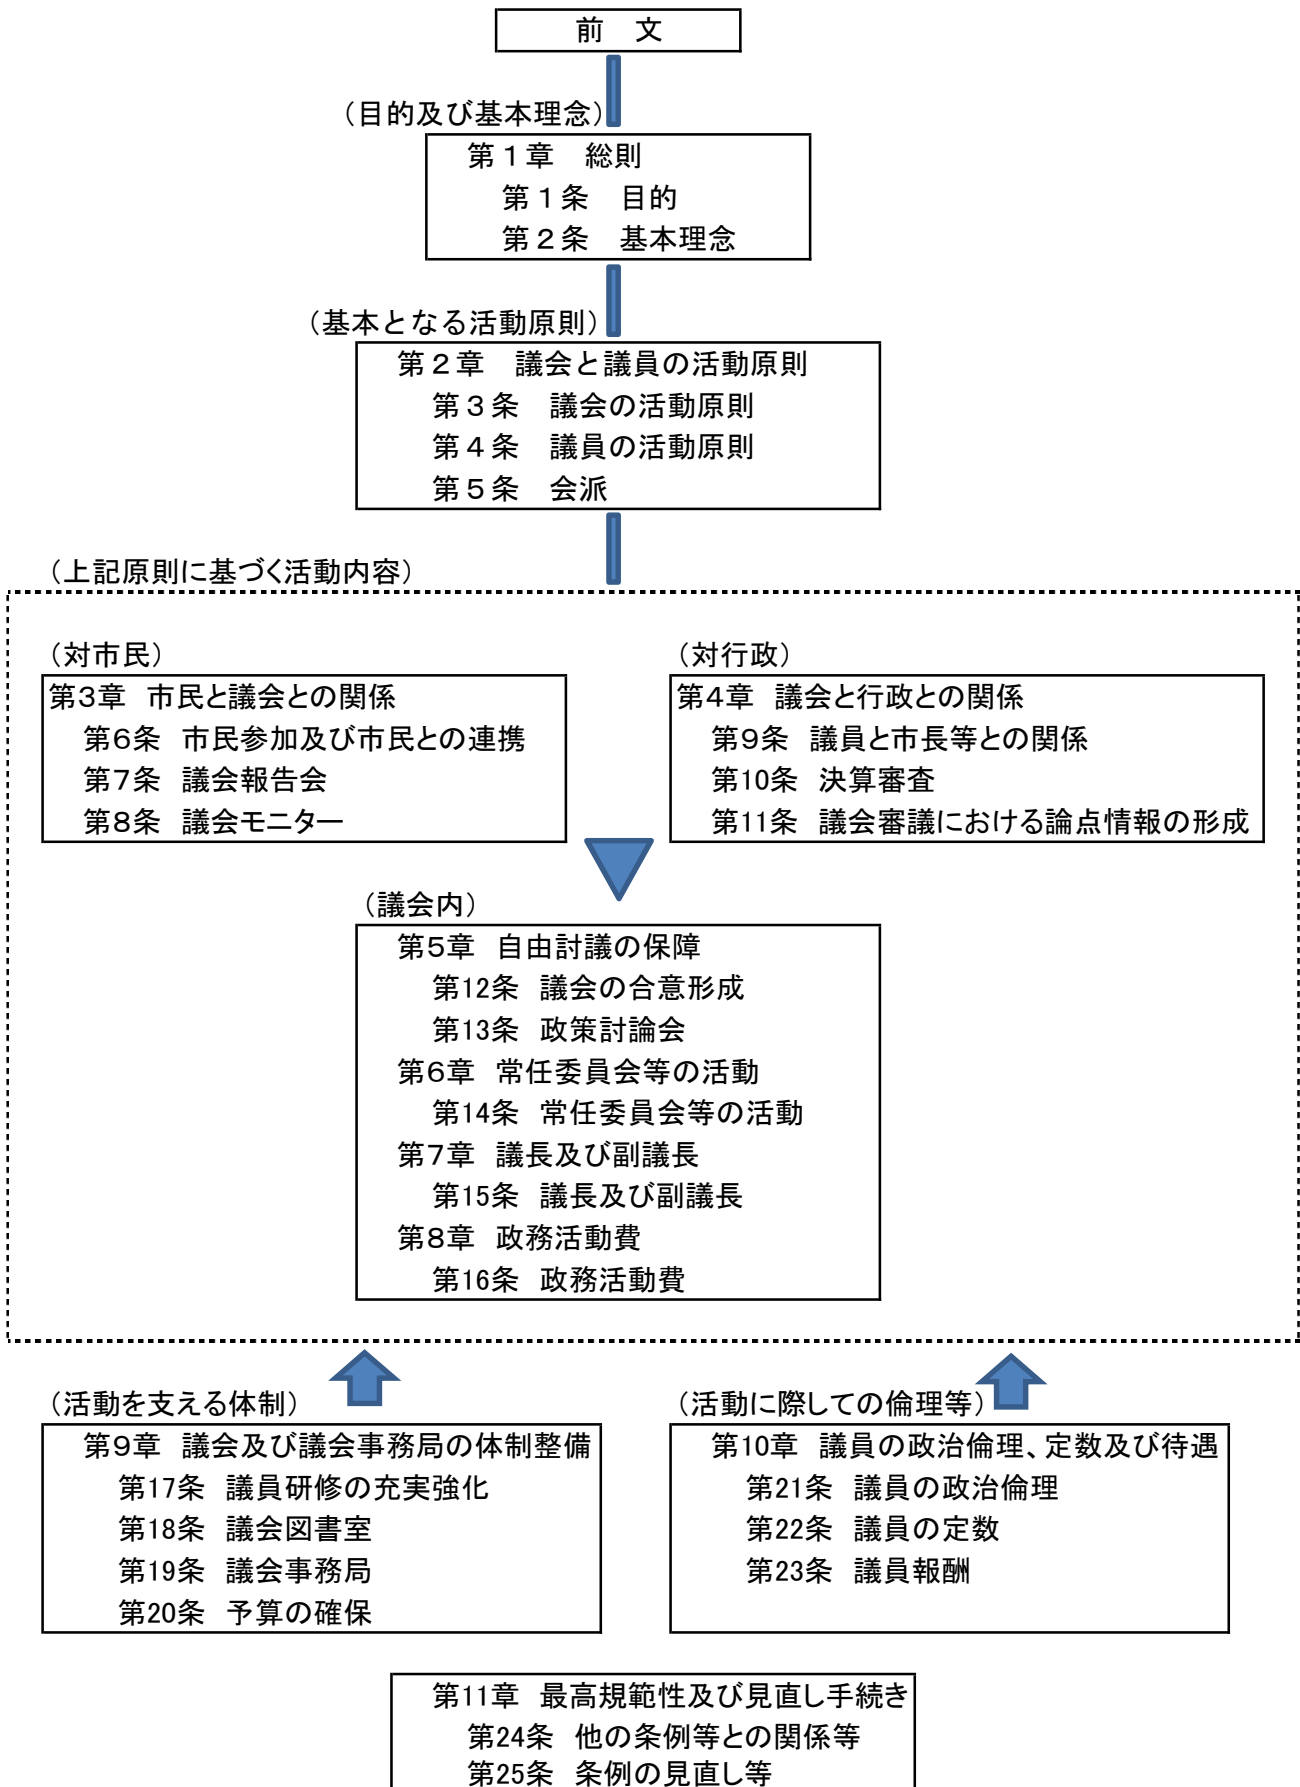 前　文
（目的及び基本理念）
第１章　総則
第１条　目的
第２条　基本理念
（基本となる活動原則）
第２章　議会と議員の活動原則
第３条　議会の活動原則
第４条　議員の活動原則
第５条　会派
（上記原則に基づく活動内容）
（対市民）
第3章　市民と議会との関係
第6条　市民参加及び市民との連携
第7条　議会報告会
第8条　議会モニター
（対行政）
第4章　議会と行政との関係
第9条　議員と市長等との関係
第10条　決算審査
第11条　議会審議における論点情報の形成
（議会内）
第5章　自由討議の保障
第12条　議会の合意形成
第13条　政策討論会
第6章　常任委員会等の活動
第14条　常任委員会等の活動
第7章　議長及び副議長
第15条　議長及び副議長
第8章　政務活動費
第16条　政務活動費
（活動を支える体制）
第9章　議会及び議会事務局の体制整備
第17条　議員研修の充実強化
第18条　議会図書室
第19条　議会事務局
第20条　予算の確保
（活動に際しての倫理等）
第10章　議員の政治倫理、定数及び待遇
第21条　議員の政治倫理
第22条　議員の定数
第23条　議員報酬
第11章　最高規範性及び見直し手続き
第24条　他の条例等との関係等
第25条　条例の見直し等